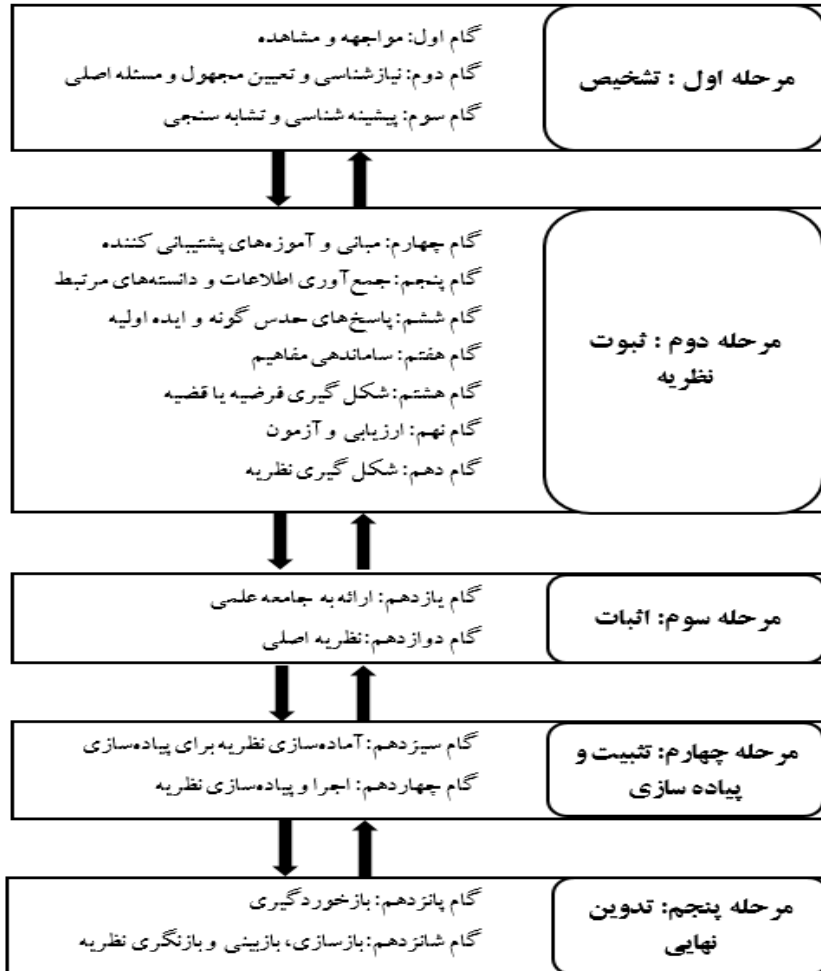 مرحله اول : تشخیص
گام اول: مواجهه و مشاهده
گام دوم: نیازشناسی و تعیین مجهول و مسئله اصلی
گام سوم: پیشینه شناسی و تشابه سنجی
مرحله دوم : ثبوت
نظریه
گام چهارم: مبانی و آموزه‌های پشتیبانی کننده
گام پنجم: جمع‌آوری اطلاعات و دانسته‌های مرتبط
گام ششم: پاسخ‌های حدس گونه و ایده اولیه
گام هفتم: ساماندهی مفاهیم
گام هشتم: شکل گیری فرضیه یا قضیه
گام نهم: ارزیابی و آزمون
گام دهم: شکل گیری نظریه
مرحله سوم: اثبات
گام یازدهم: ارائه به جامعه علمی
گام دوازدهم: نظریه اصلی
مرحله چهارم: تثبیت و
پیاده سازی
گام سیزدهم: آماده‌سازی نظریه برای پیاده‌سازی
گام چهاردهم: اجرا و پیاده‌سازی نظریه
مرحله پنجم: تدوین
نهایی
گام پانزدهم: بازخوردگیری
گام شانزدهم: بازسازی، بازبینی و بازنگری نظریه